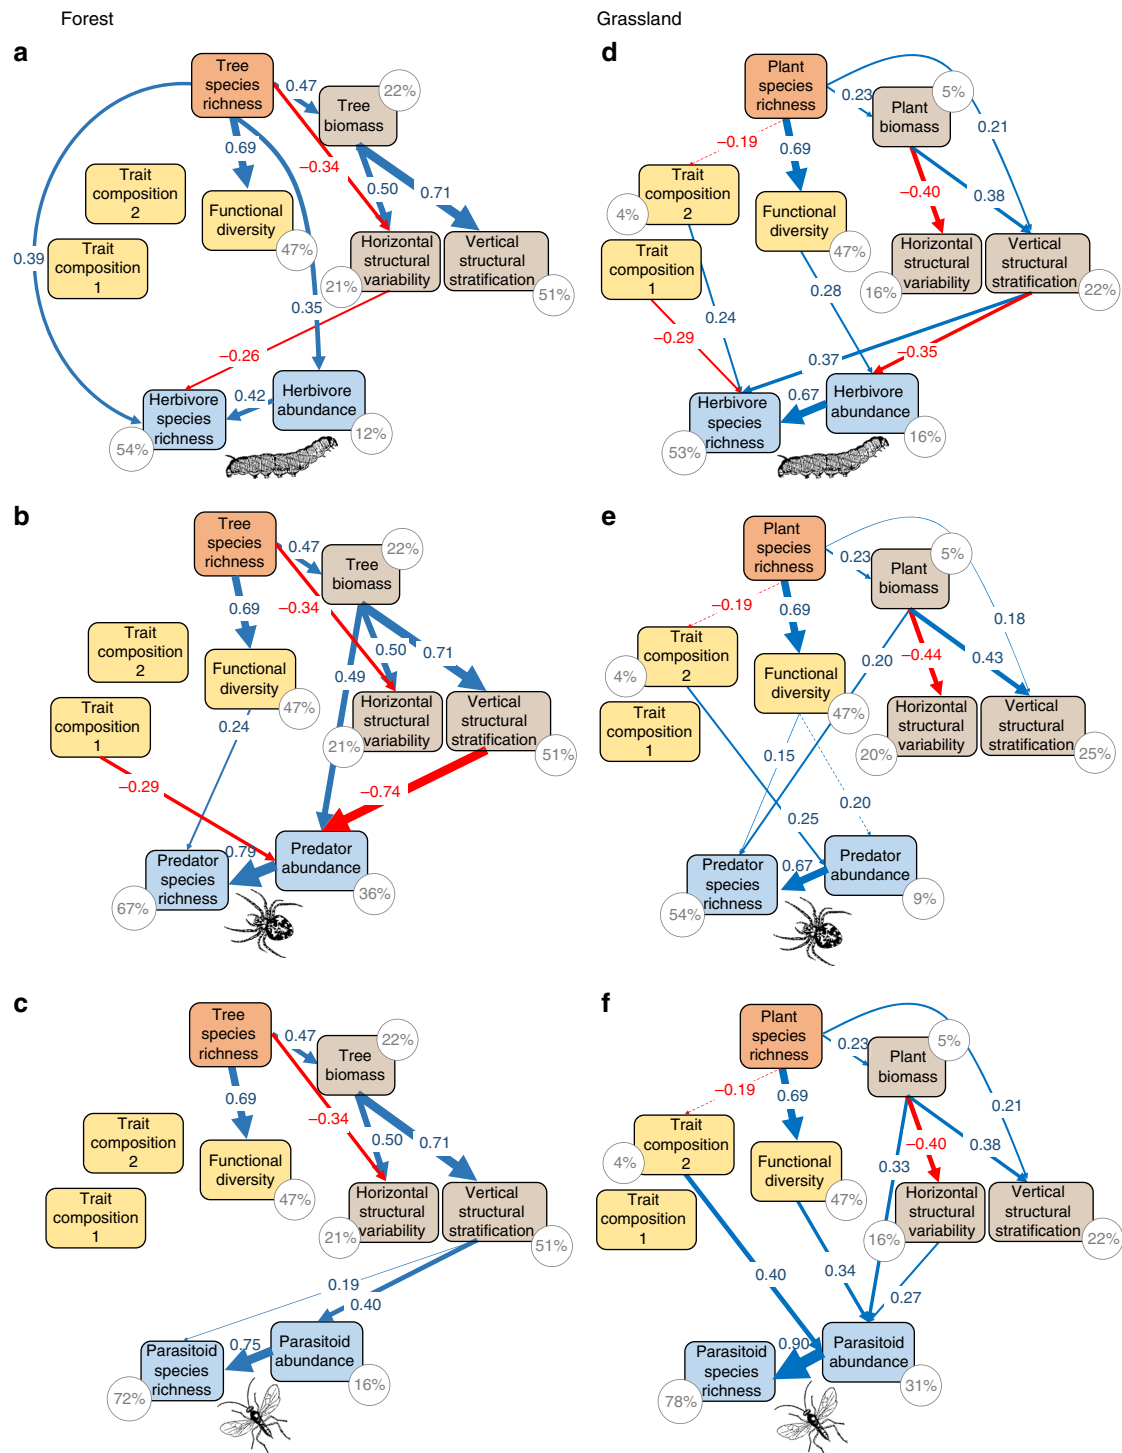 Forest
Grassland
a
Tree
species
richness
0.47
22%
Tree
biomass
0.69
−0.34
0.50
0.71
Trait
composition
2
Functional
diversity
47%
Trait
composition
1
Horizontal
structural
variability
21%
Vertical
structural
stratification
51%
0.39
0.35
−0.26
0.42
Herbivore
species
richness
54%
Herbivore
abundance
12%
d
Plant
species
richness
0.23
5%
Plant
biomass
0.21
−0.19
0.69
−0.40
0.38
Trait
composition
2
4%
Functional
diversity
47%
Trait
composition
1
Horizontal
structural
variability
16%
Vertical
structural
stratification
22%
0.28
0.24
−0.29
0.37
−0.35
0.67
Herbivore
species
richness
53%
Herbivore
abundance
16%
b
Tree
species
richness
0.47
22%
Tree
biomass
0.69
−0.34
0.50
0.71
0.49
Trait
composition
2
Functional
diversity
47%
Trait
composition
1
Horizontal
structural
variability
21%
Vertical
structural
stratification
51%
0.24
−0.29
−0.74
0.79
Predator
species
richness
67%
Predator
abundance
36%
e
Plant
species
richness
0.23
5%
Plant
biomass
0.18
−0.19
0.69
0.20
−0.44
0.43
Trait
composition
2
4%
Functional
diversity
47%
Trait
composition
1
Horizontal
structural
variability
20%
Vertical
structural
stratification
25%
0.15
0.20
0.25
0.67
Predator
species
richness
54%
Predator
abundance
9%
c
Tree
species
richness
0.47
22%
Tree
biomass
0.69
−0.34
0.50
0.71
Trait
composition
2
Functional
diversity
47%
Trait
composition
1
Horizontal
structural
variability
21%
Vertical
structural
stratification
51%
0.19
0.40
0.75
Parasitoid
species
richness
72%
Parasitoid
abundance
16%
f
Plant
species
richness
0.23
5%
Plant
biomass
0.21
−0.19
0.69
−0.40
0.38
0.33
Trait
composition
2
4%
Functional
diversity
47%
Trait
composition
1
Horizontal
structural
variability
16%
Vertical
structural
stratification
22%
0.40
0.34
0.27
0.90
Parasitoid
species
richness
78%
Parasitoid
abundance
31%